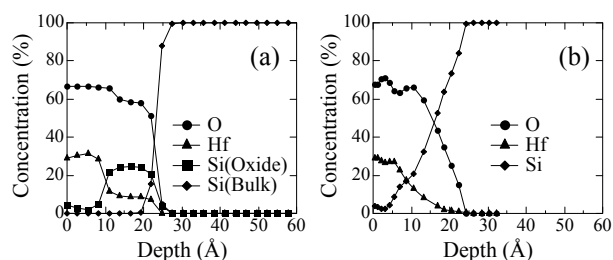 Concentration (%)
100
80
60
40
20
0
(a)
O
Hf
Si(Oxide)
Si(Bulk)
0 10 20 30 40 50 60
Depth (Å)
Concentration (%)
100
80
60
40
20
0
(b)
O
Hf
Si
0 10 20 30 40 50 60
Depth (Å)